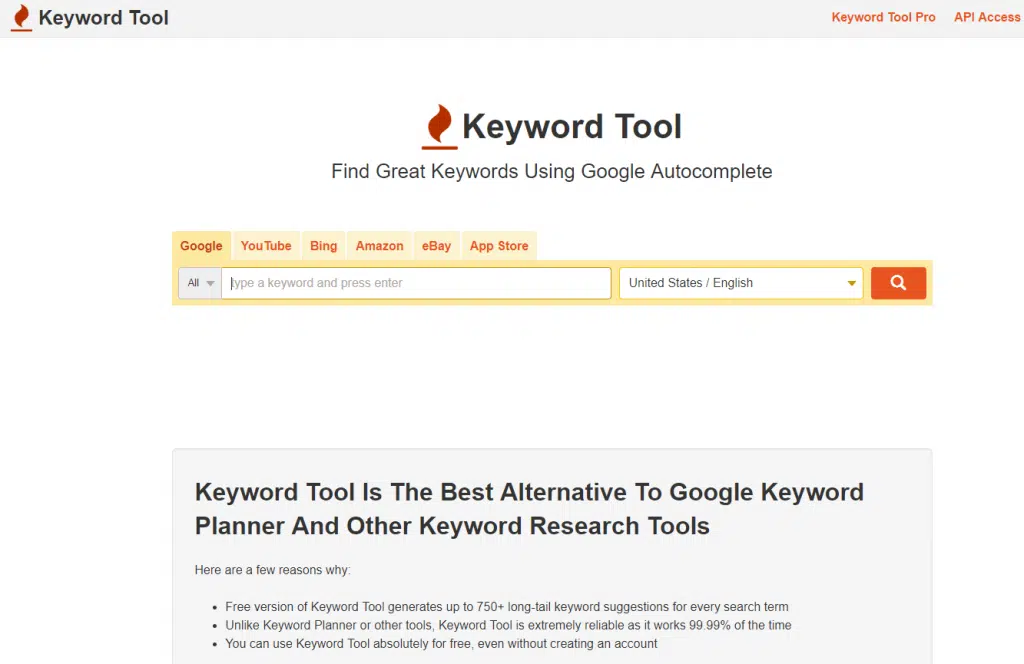 Keyword Tool
Keyword Tool Pro API Access
Keyword Tool
Find Great Keywords Using Google Autocomplete
Google YouTube Bing Amazon eBay App Store
All type a keyword and press enter United States / English
Keyword Tool Is The Best Alternative To Google Keyword
Planner And Other Keyword Research Tools
Here are a few reasons why:
Free version of Keyword Tool generates up to 750+ long-tail keyword suggestions for every search term
Unlike Keyword Planner or other tools, Keyword Tool is extremely reliable as it works 99.99% of the time
You can use Keyword Tool absolutely for free, even without creating an account